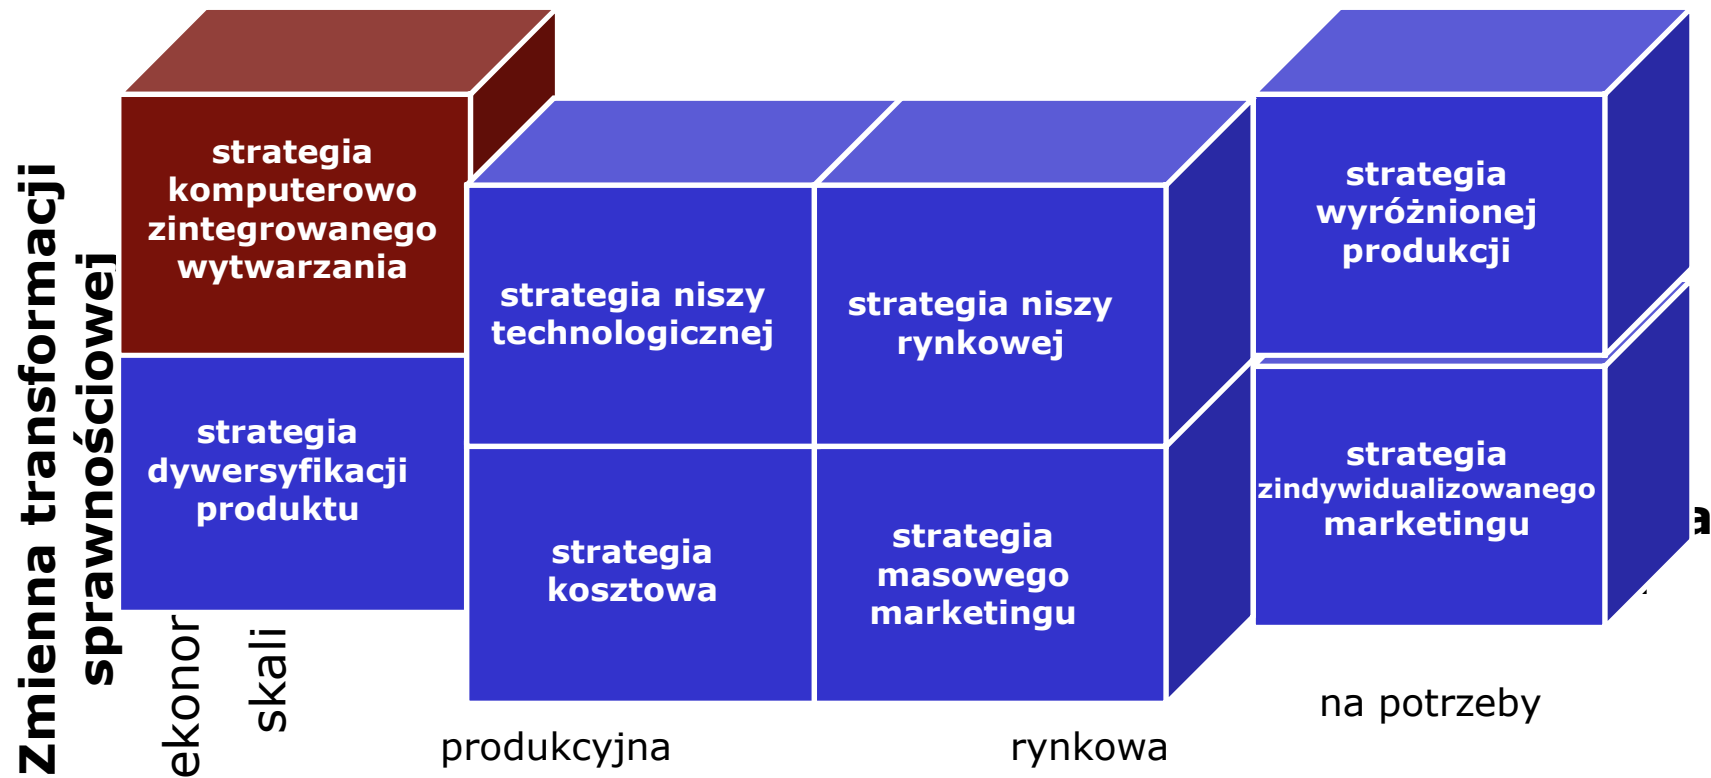 Zmienna transformacji
sprawnościowej
strategia
komputerowo
zintegrowanego
wytwarzania
strategia niszy
technologicznej
strategia niszy
rynkowej
strategia
wyróżnionej
produkcji
strategia
dywersyfikacji
produktu
strategia
kosztowa
strategia
masowego
marketingu
strategia
zindywidualizowanego
marketingu
a
skali
produkcyjna
rynkowa
na potrzeby